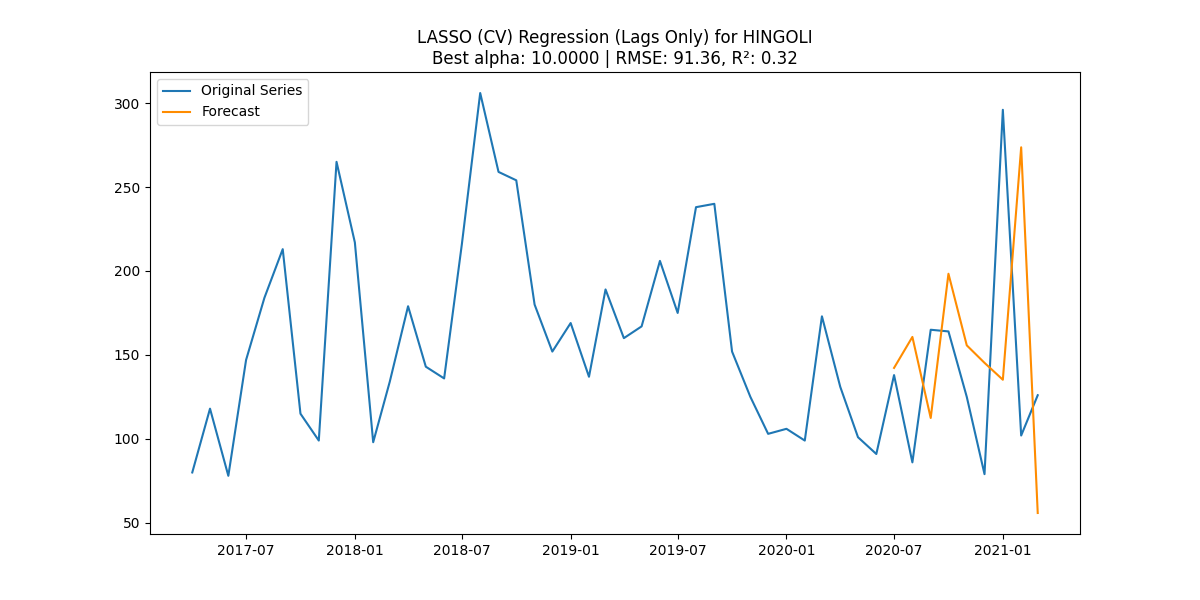 LASSO (CV) Regression (Lags Only) for HINGOLI
Best alpha: 10.0000 | RMSE: 91.36, R²: 0.32
Original Series
Forecast
300
250
200
150
100
50
2017-07 2018-01 2018-07 2019-01 2019-07 2020-01 2020-07 2021-01